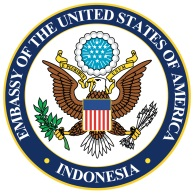 EMBASSY OF THE UNITED STATES OF AMERICA
· INDONESIA ·